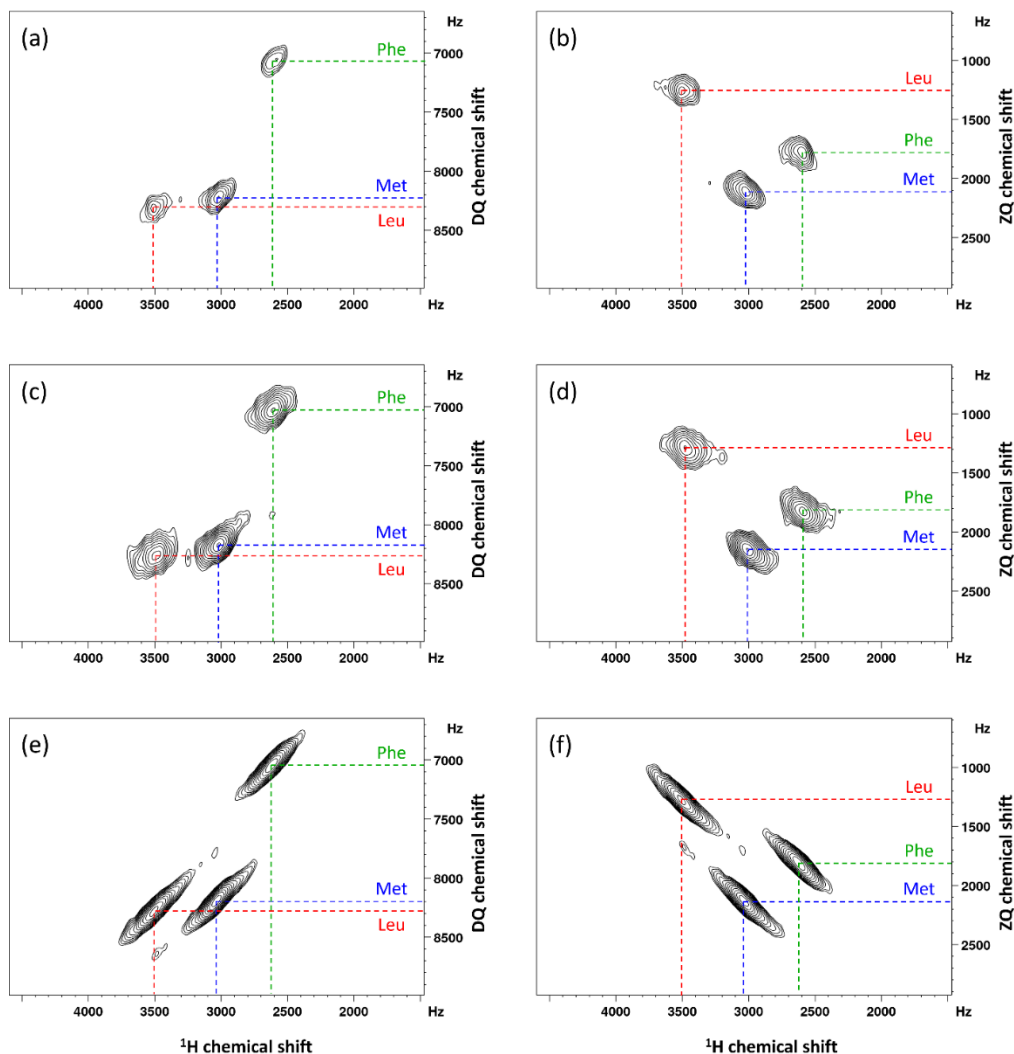 (a)
Hz
7000
7500
8000
8500
DQ chemical shift
Phe
Met
Leu
4000 3500 3000 2500 2000 Hz
(b)
Hz
1000
1500
2000
2500
ZQ chemical shift
Leu
Phe
Met
4000 3500 3000 2500 2000 Hz
(c)
Hz
7000
7500
8000
8500
DQ chemical shift
Phe
Met
Leu
4000 3500 3000 2500 2000 Hz
(d)
Hz
1000
1500
2000
2500
ZQ chemical shift
Leu
Phe
Met
4000 3500 3000 2500 2000 Hz
(e)
Hz
7000
7500
8000
8500
DQ chemical shift
Phe
Met
Leu
4000 3500 3000 2500 2000 Hz
¹H chemical shift
(f)
Hz
1000
1500
2000
2500
ZQ chemical shift
Leu
Phe
Met
4000 3500 3000 2500 2000 Hz
¹H chemical shift